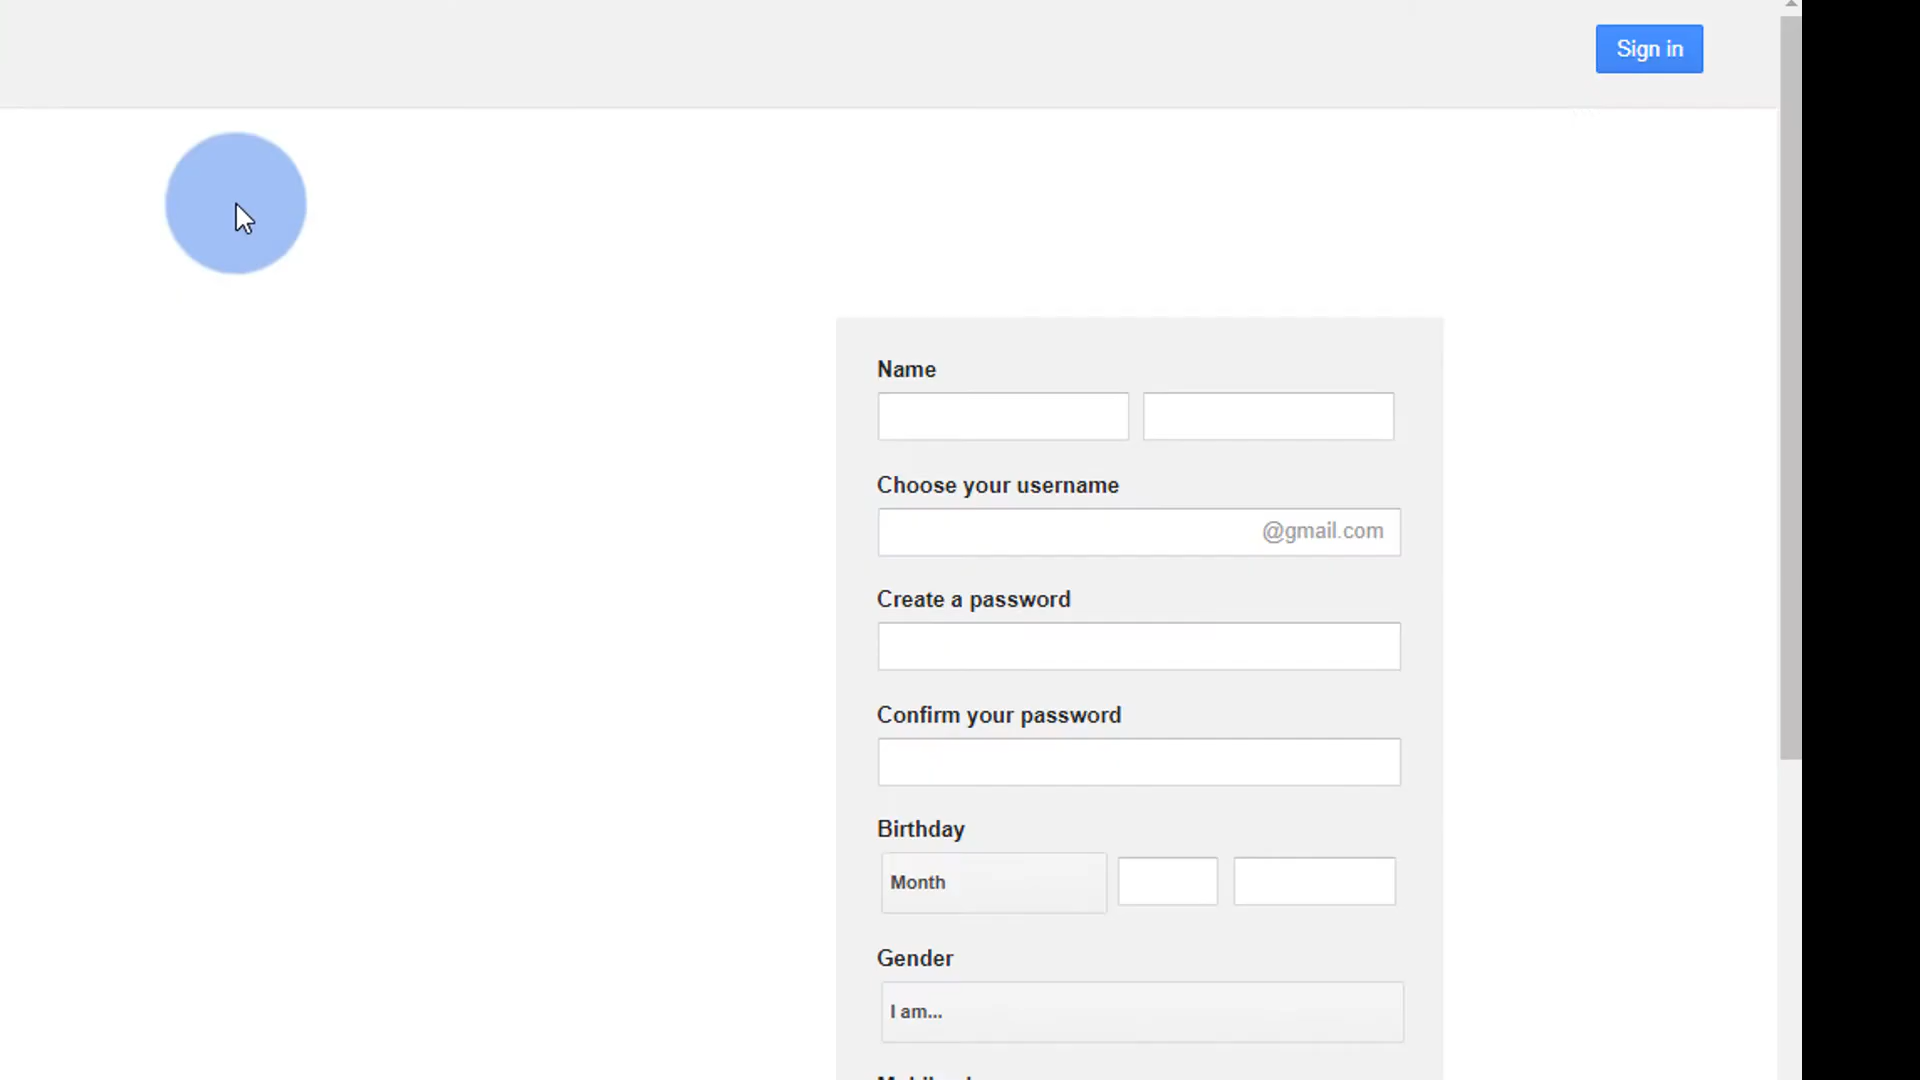 Sign in
Name
Choose your username
@gmail.com
Create a password
Confirm your password
Birthday
Month
Gender
I am...